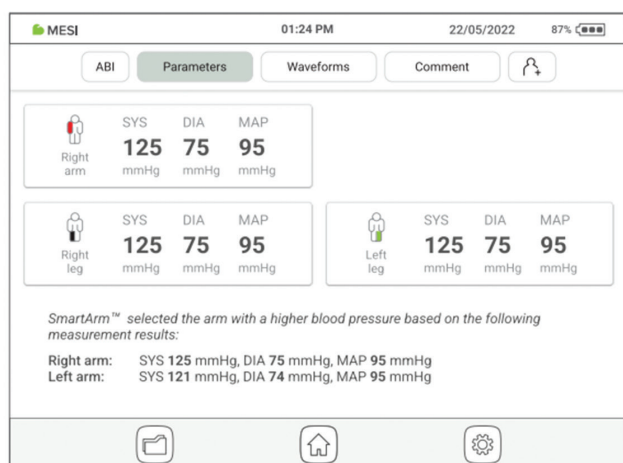 MESI 01:24 PM 22/05/2022 87%
ABI Parameters Waveforms Comment
SYS DIA MAP
125 75 95
Right arm mmHg mmHg mmHg
SYS DIA MAP
125 75 95
Right leg mmHg mmHg mmHg
SYS DIA MAP
125 75 95
Left leg mmHg mmHg mmHg
SmartArm™ selected the arm with a higher blood pressure based on the following
measurement results:
Right arm: SYS 125 mmHg, DIA 75 mmHg, MAP 95 mmHg
Left arm: SYS 121 mmHg, DIA 74 mmHg, MAP 95 mmHg